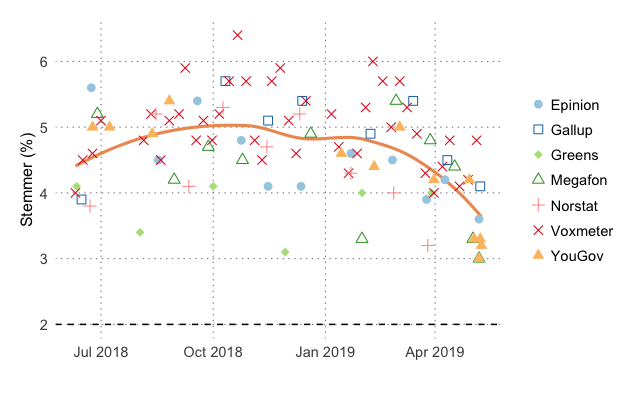 Stemmer (%)
6
5
4
3
2
Jul 2018
Oct 2018
Jan 2019
Apr 2019
Epinion
Gallup
Greens
Megafon
Norstat
Voxmeter
YouGov